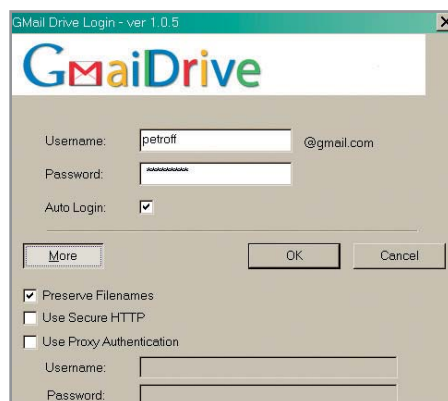 GMail Drive Login - ver 1.0.5
GMaiDrive
Username: petroff @gmail.com
Password: *********
Auto Login:
More OK Cancel
Preserve Filenames
Use Secure HTTP
Use Proxy Authentication
Username:
Password: